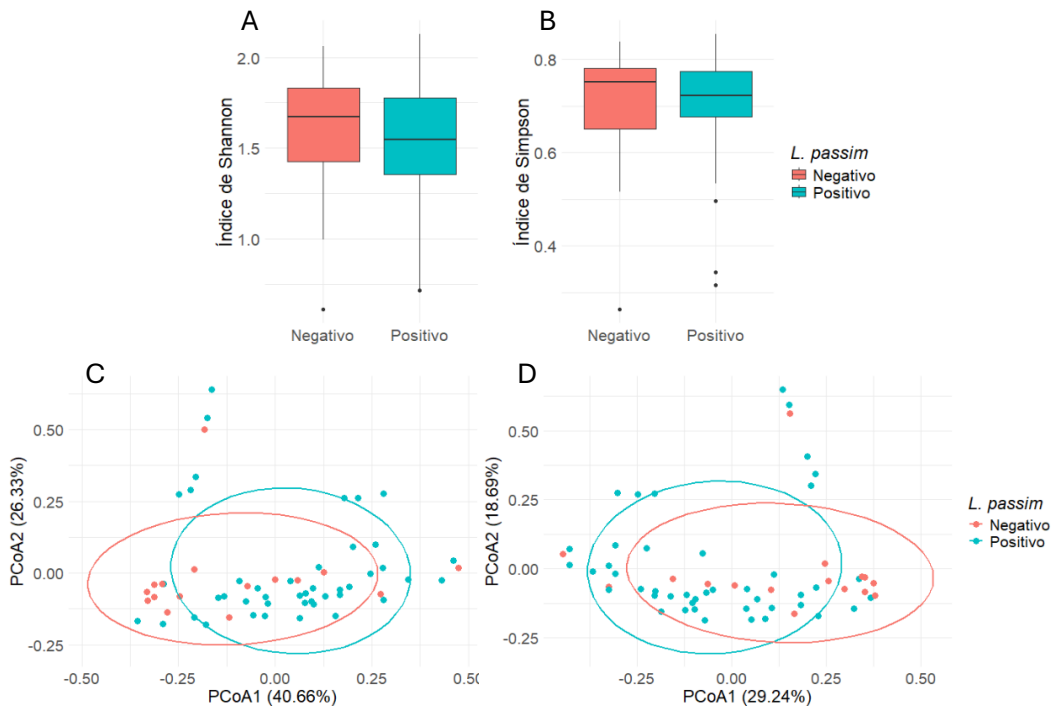 A
B
Índice de Shannon
2.0
1.5
1.0
Negativo
Positivo
Índice de Simpson
0.8
0.6
0.4
Negativo
Positivo
L. passim
Negativo
Positivo
C
D
PCoA2 (26.33%)
0.50
0.25
0.00
-0.25
-0.50
-0.25
0.00
0.25
0.50
PCoA1 (40.66%)
PCoA2 (18.69%)
0.50
0.25
0.00
-0.25
-0.25
0.00
0.25
0.50
PCoA1 (29.24%)
L. passim
Negativo
Positivo